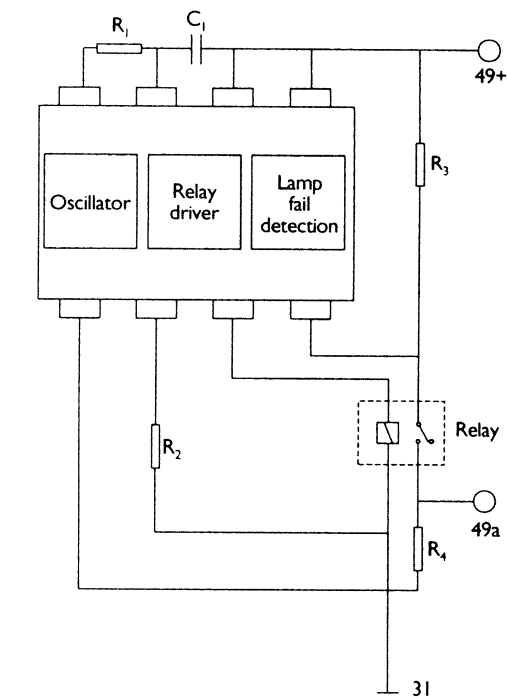 R₁
C₁
49+
R₃
Oscillator
Relay
driver
Lamp
fail
detection
Relay
R₂
49a
R₄
31